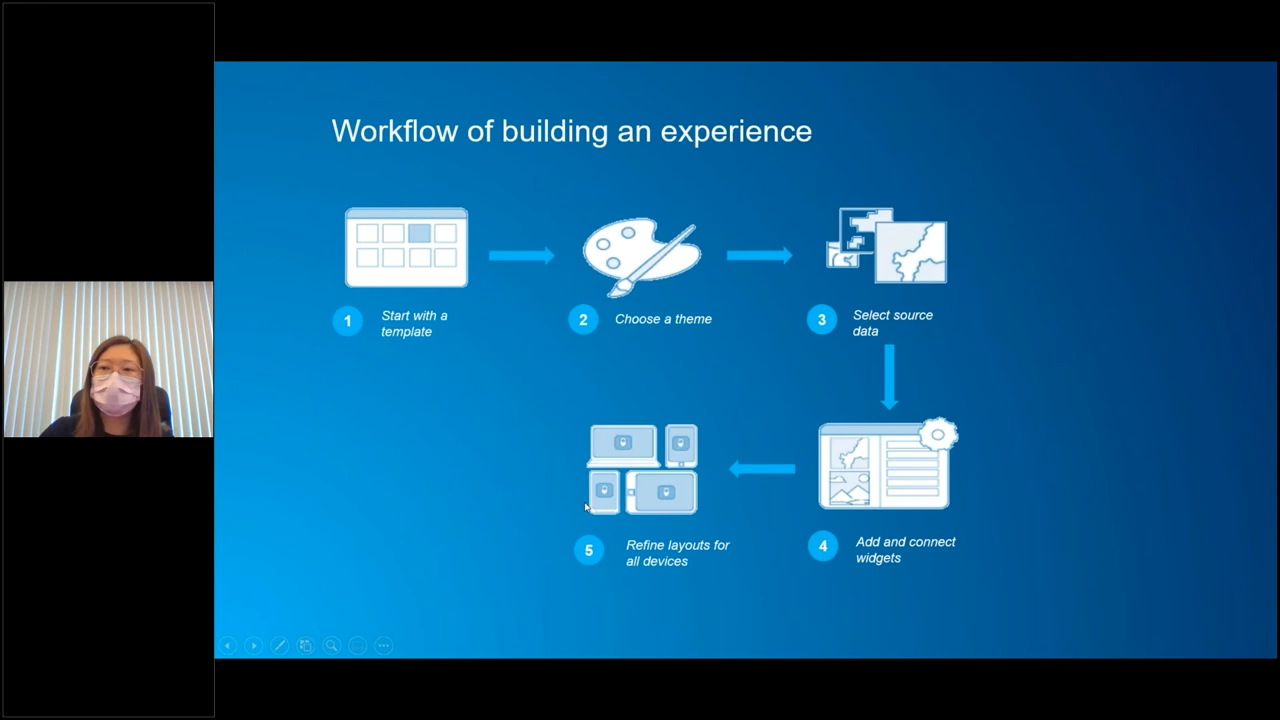 Workflow of building an experience
1
Start with a
template
2
Choose a theme
3
Select source
data
4
Add and connect
widgets
5
Refine layouts for
all devices